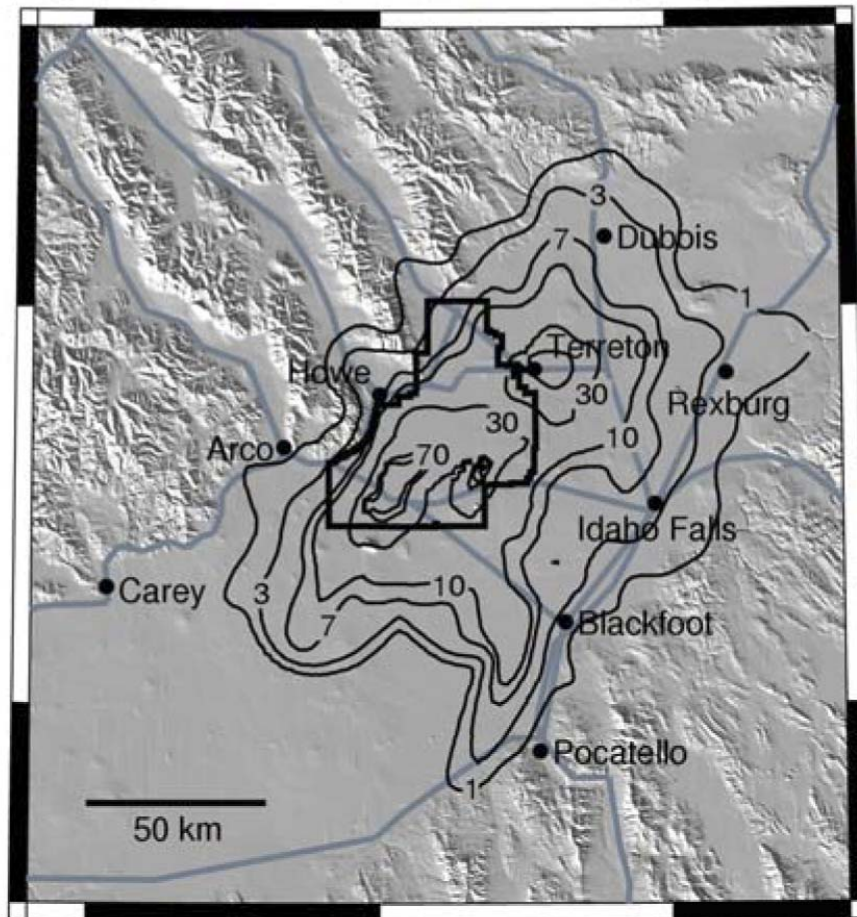 3
Dubois
7
1
Terreton
Howe
30
Rexburg
30
10
Arco
70
Idaho Falls
Carey
3
10
7
Blackfoot
Pocatello
1
50 km